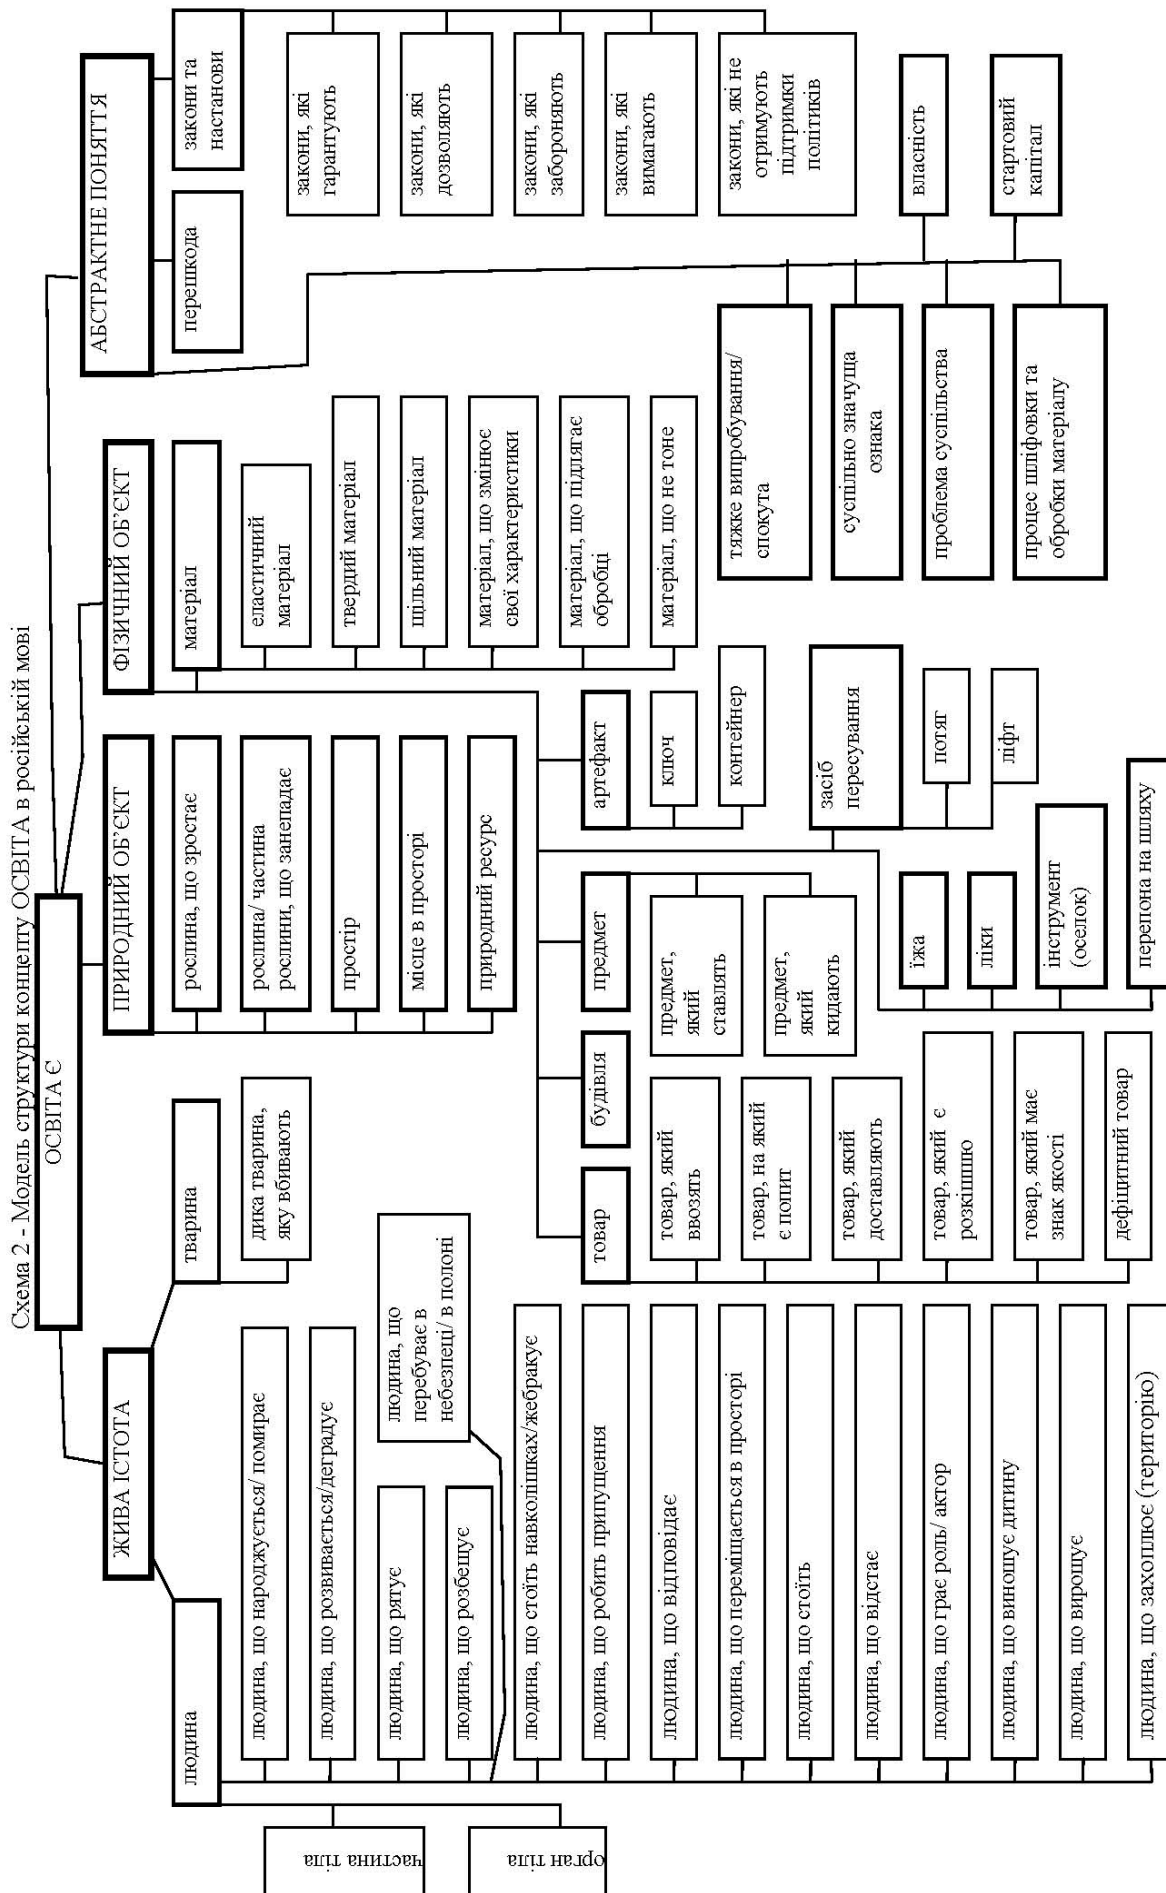 Схема 2 - Модель структури концепту ОСВІТА в російській мові
ОСВІТА Є
ЖИВА ІСТОТА
ПРИРОДНИЙ ОБ’ЄКТ
ФІЗИЧНИЙ ОБ’ЄКТ
АБСТРАКТНЕ ПОНЯТТЯ
людина
тварина
дика тварина,
яку вбивають
частина тіла
орган тіла
людина, що народжується/ помирає
людина, що розвивається/деградує
людина, що рятує
людина, що розбещує
людина, що
перебуває в
небезпеці/ в полоні
людина, що стоїть навколішках/жебракує
людина, що робить припущення
людина, що відповідає
людина, що переміщається в просторі
людина, що стоїть
людина, що відстає
людина, що грає роль/ актор
людина, що виношує дитину
людина, що вирощує
людина, що захоплює (територію)
рослина, що зростає
рослина/ частина
рослини, що занепадає
простір
місце в просторі
природний ресурс
матеріал
еластичний
матеріал
твердий матеріал
щільний матеріал
матеріал, що змінює
свої характеристики
матеріал, що підлягає
обробці
матеріал, що не тоне
товар
товар, який
ввозять
товар, на який
є попит
товар, який
доставляють
товар, який є
розкішшю
товар, який має
знак якості
дефіцитний товар
будівля
предмет
предмет,
який
ставлять
предмет,
який
кидають
артефакт
ключ
контейнер
засіб
пересування
потяг
ліфт
їжа
ліки
інструмент
(оселок)
перепона на шляху
перешкода
закони та
настанови
закони, які
гарантують
закони, які
дозволяють
закони, які
забороняють
закони, які
вимагають
закони, які не
отримують
підтримки
політиків
тяжке випробування/
спокута
суспільно значуща
ознака
проблема суспільства
процес шліфовки та
обробки матеріалу
власність
стартовий
капітал